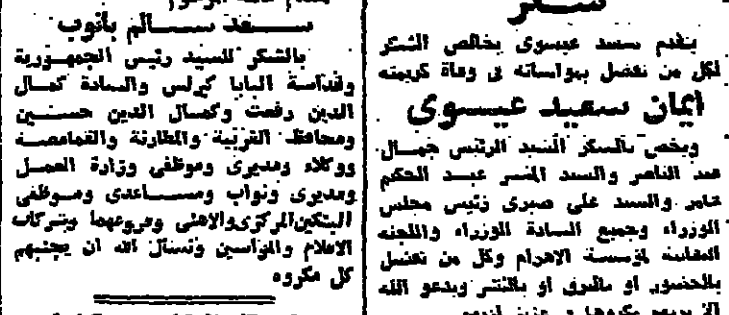 شكر
يتقدم سعد عيسوى بخالص الشكر
لكل من تفضل بمواساته فى وفاة كريمته
ايمان سعيد عيسوى
ويخص بالشكر السيد الرئيس جمال
عبد الناصر والسيد المشير عبد الحكيم
عامر والسيد على صبرى رئيس مجلس
الوزراء وجميع السادة الوزراء واللجنه
النقابية لمؤسسة الاهرام وكل من تفضل
بالحضور او بالبرق او بالنشر ويدعو الله
سعد سالم بانوب
بالشكر للسيد رئيس الجمهورية
ولقداسة البابا كيرلس والسادة كمال
الدين رفعت وكمال الدين حسنين
ومحافظ الغربية والمطارنة والقمامصة
ووكلاء ومديرى وموظفى وزارة العمل
ومديرى ونواب ومساعدى وموظفى
البنكين المركزى والاهلى وفروعهما وشركات
الاعلام والمواسين ونسأل الله ان يجنبهم
كل مكروه